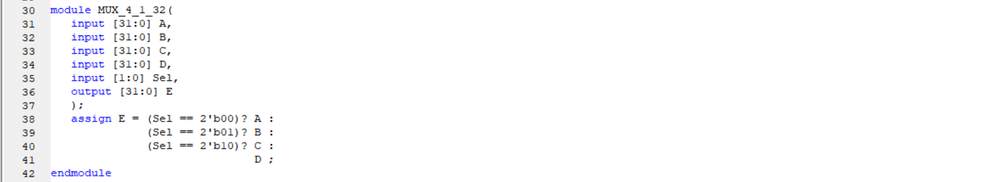 30 module MUX_4_1_32(
31    input [31:0] A,
32    input [31:0] B,
33    input [31:0] C,
34    input [31:0] D,
35    input [1:0] Sel,
36    output [31:0] E
37    );
38    assign E = (Sel == 2'b00)? A :
39               (Sel == 2'b01)? B :
40               (Sel == 2'b10)? C :
41                               D ;
42 endmodule